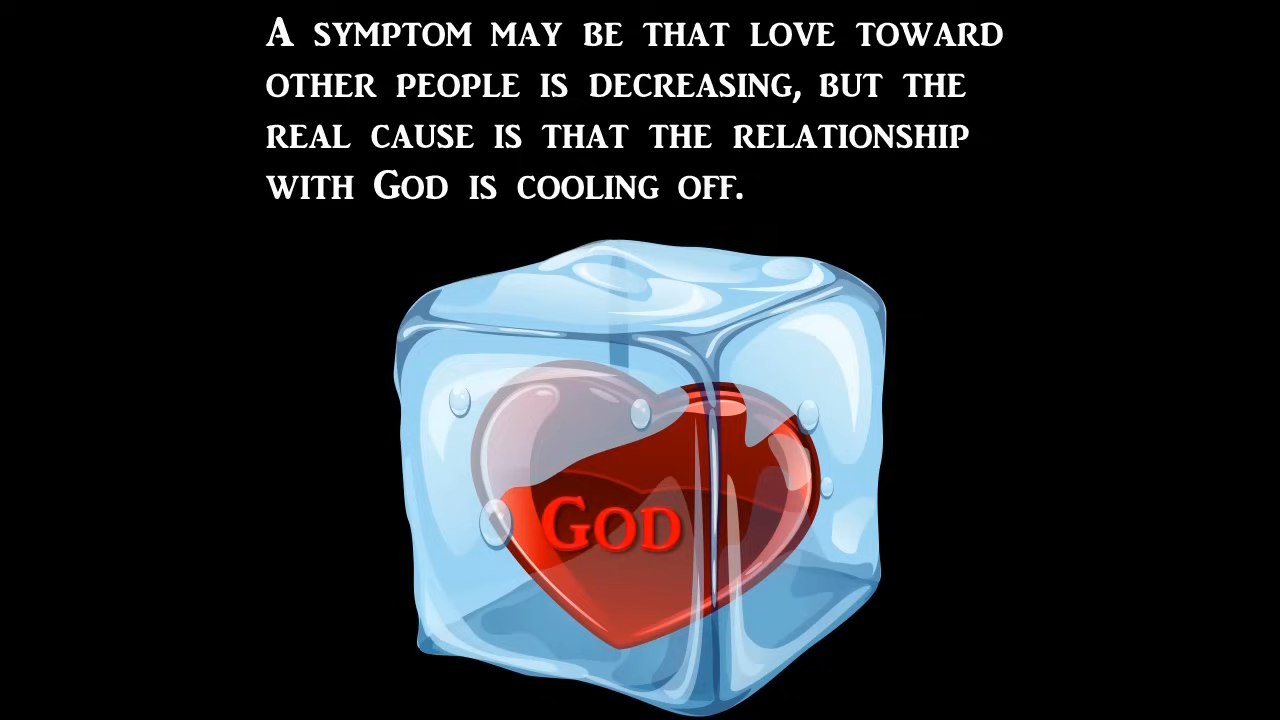 A symptom may be that love toward
other people is decreasing, but the
real cause is that the relationship
with God is cooling off.
God